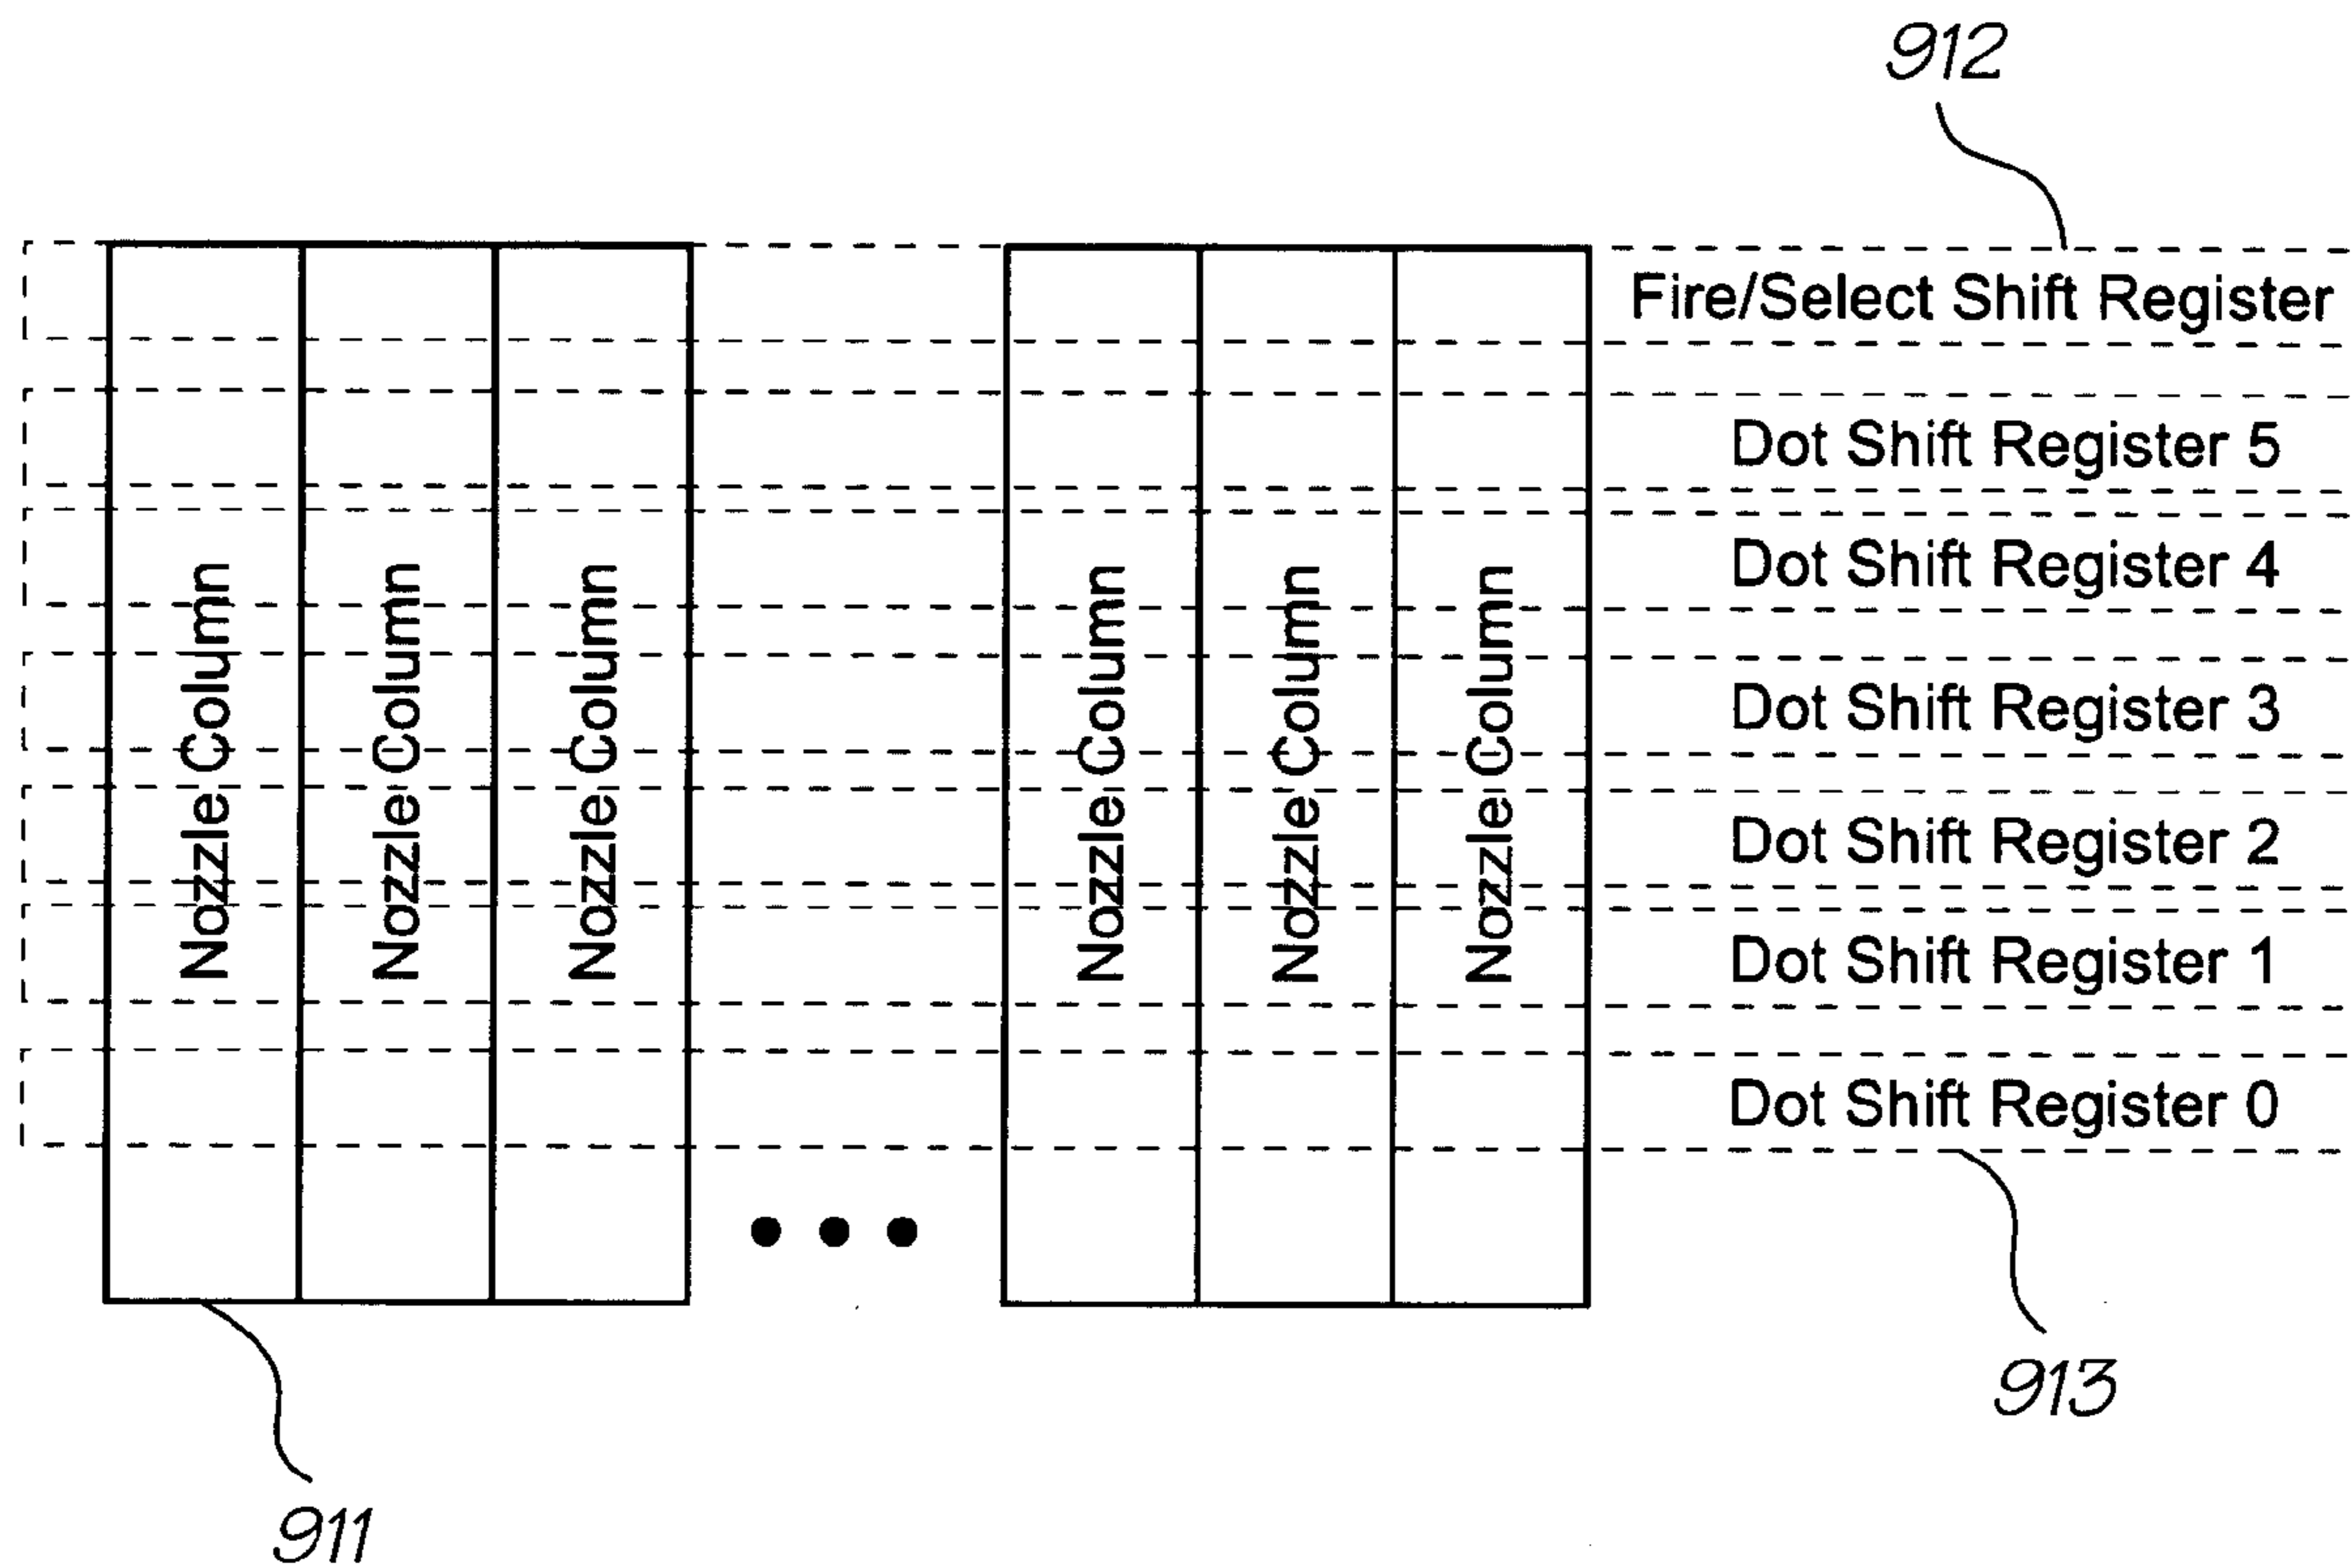 912
Fire/Select Shift Register
Dot Shift Register 5
Dot Shift Register 4
Dot Shift Register 3
Dot Shift Register 2
Dot Shift Register 1
Dot Shift Register 0
Nozzle Column
Nozzle Column
Nozzle Column
Nozzle Column
Nozzle Column
Nozzle Column
913
911